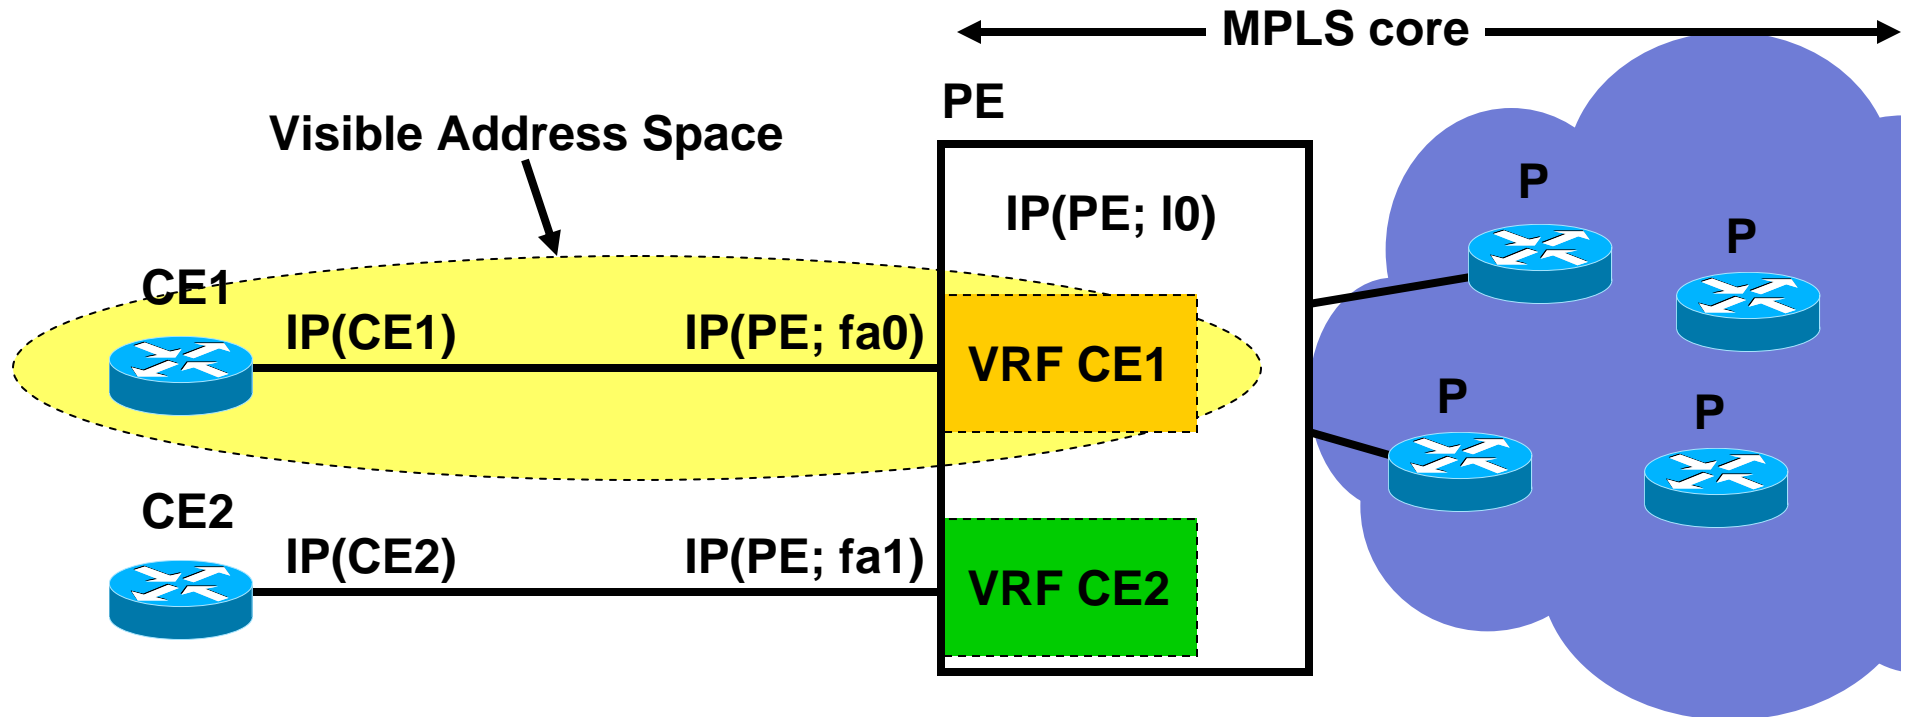 MPLS core
PE
Visible Address Space
P
IP(PE; l0)
P
CE1
IP(CE1)
IP(PE; fa0)
VRF CE1
P
P
CE2
IP(CE2)
IP(PE; fa1)
VRF CE2